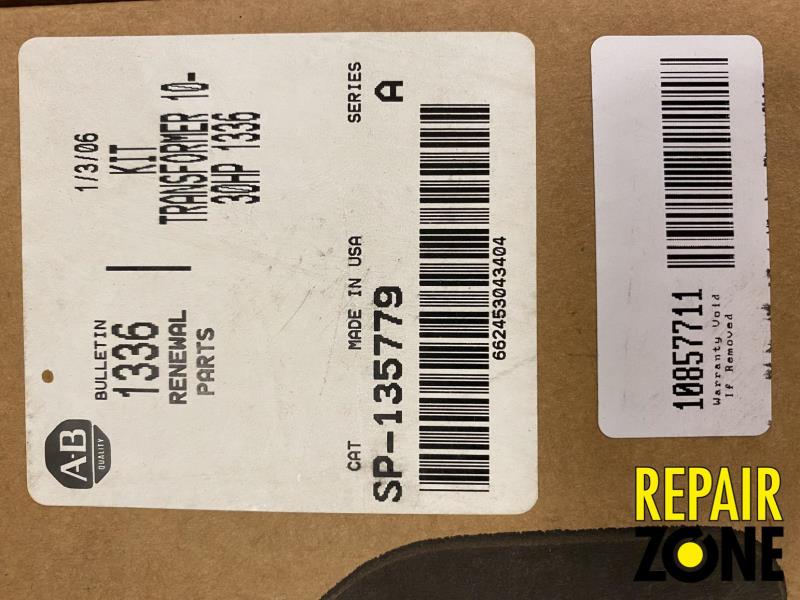 A-B
QUALITY
BULLETIN
1336
RENEWAL
PARTS
1/3/06
KIT
TRANSFORMER 10-
30HP 1336
CAT
MADE IN USA
SERIES
SP-135779
A
662453043404
10857711
Warranty Void
If Removed
REPAIR
ZONE